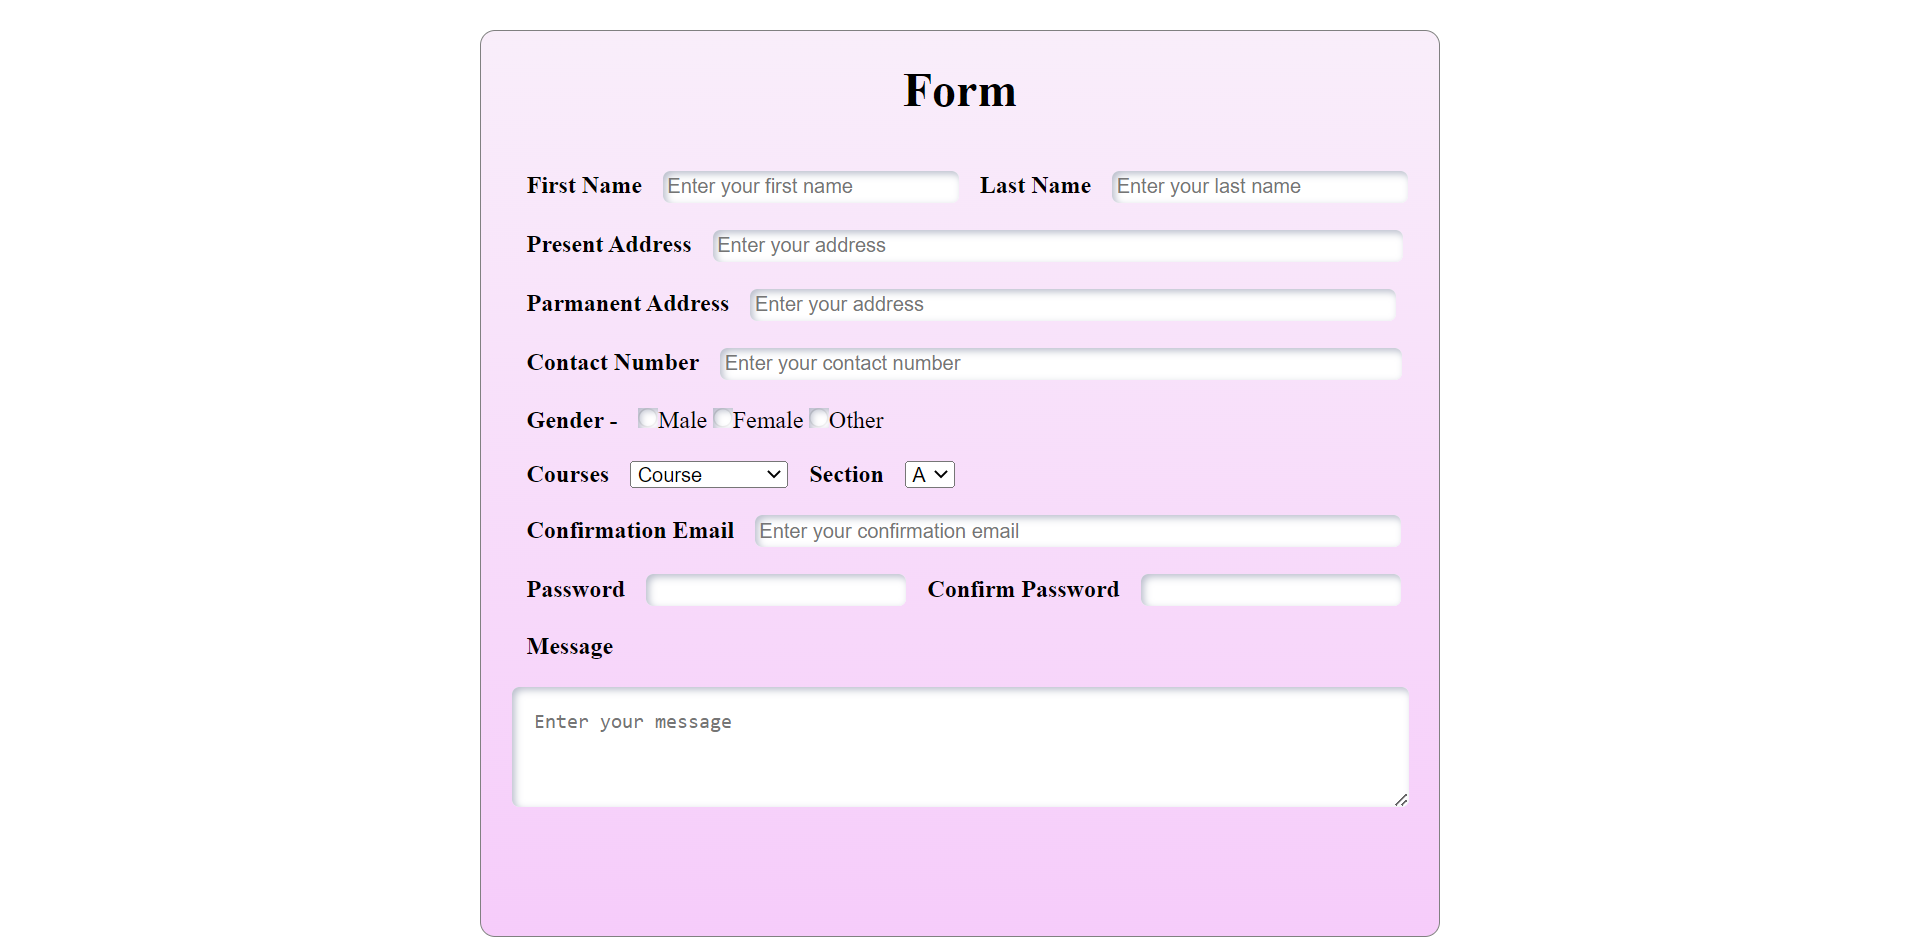 Form
First Name Enter your first name Last Name Enter your last name
Present Address Enter your address
Parmanent Address Enter your address
Contact Number Enter your contact number
Gender - Male Female Other
Courses Course Section A
Confirmation Email Enter your confirmation email
Password Confirm Password
Message
Enter your message